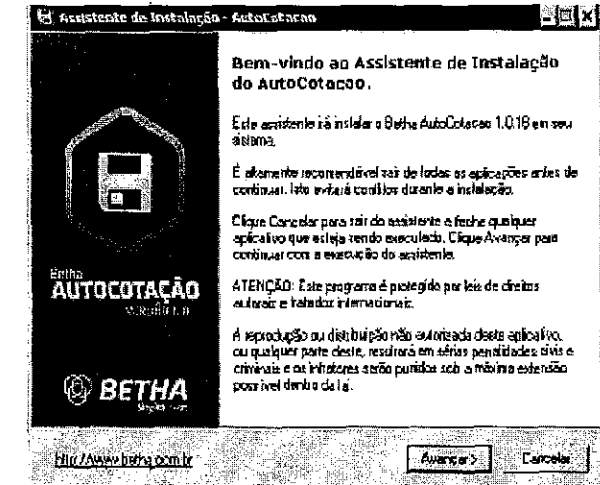 Assistente de Instalação - AutoCotacao
Bem-vindo ao Assistente de Instalação
do AutoCotacao.
Este assistente irá instalar o Betha AutoCotacao 1.0.18 em seu
sistema.
É altamente recomendável sair de todas as aplicações antes de
continuar. Isto evitará conflitos durante a instalação.
Clique Cancelar para sair do assistente e feche qualquer
aplicativo que esteja sendo executado. Clique Avançar para
continuar com a execução do assistente.
ATENÇÃO: Este programa é protegido por leis de direitos
autorais e tratados internacionais.
A reprodução ou distribuição não autorizada deste aplicativo,
ou qualquer parte deste, resultará em sérias penalidades civis e
criminais e os infratores serão punidos sob a máxima extensão
possível dentro da lei.
Betha
AUTOCOTAÇÃO
BETHA
http://www.betha.com.br
Avançar>
Cancelar